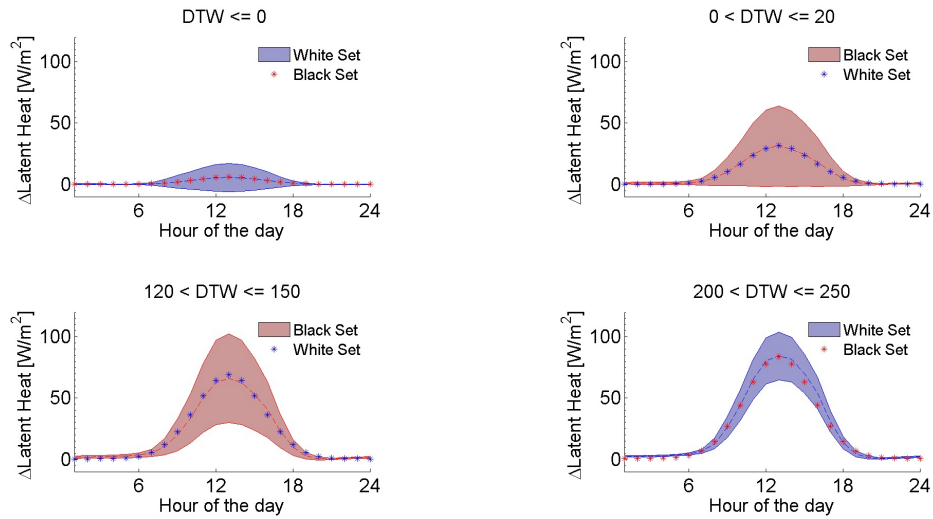 DTW <= 0
ΔLatent Heat [W/m²]
100
50
0
White Set
Black Set
6
12
18
24
Hour of the day
0 < DTW <= 20
ΔLatent Heat [W/m²]
100
50
0
Black Set
White Set
6
12
18
24
Hour of the day
120 < DTW <= 150
ΔLatent Heat [W/m²]
100
50
0
Black Set
White Set
6
12
18
24
Hour of the day
200 < DTW <= 250
ΔLatent Heat [W/m²]
100
50
0
White Set
Black Set
6
12
18
24
Hour of the day